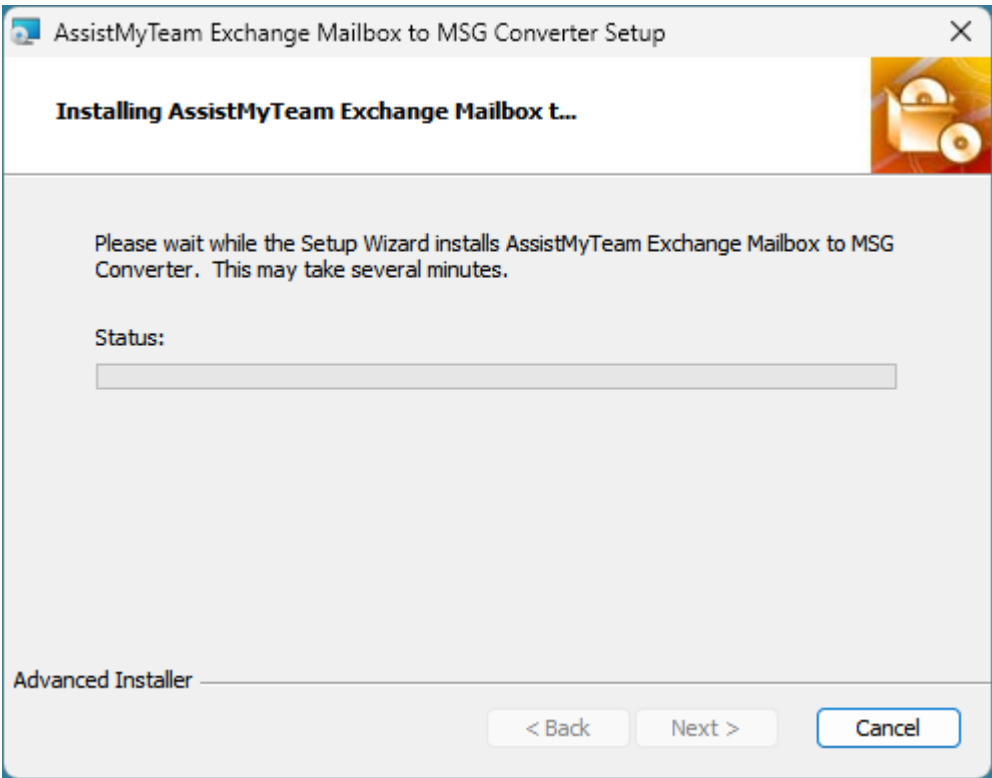 AssistMyTeam Exchange Mailbox to MSG Converter Setup
Installing AssistMyTeam Exchange Mailbox t...
Please wait while the Setup Wizard installs AssistMyTeam Exchange Mailbox to MSG
Converter.  This may take several minutes.
Status:
Advanced Installer
< Back Next > Cancel